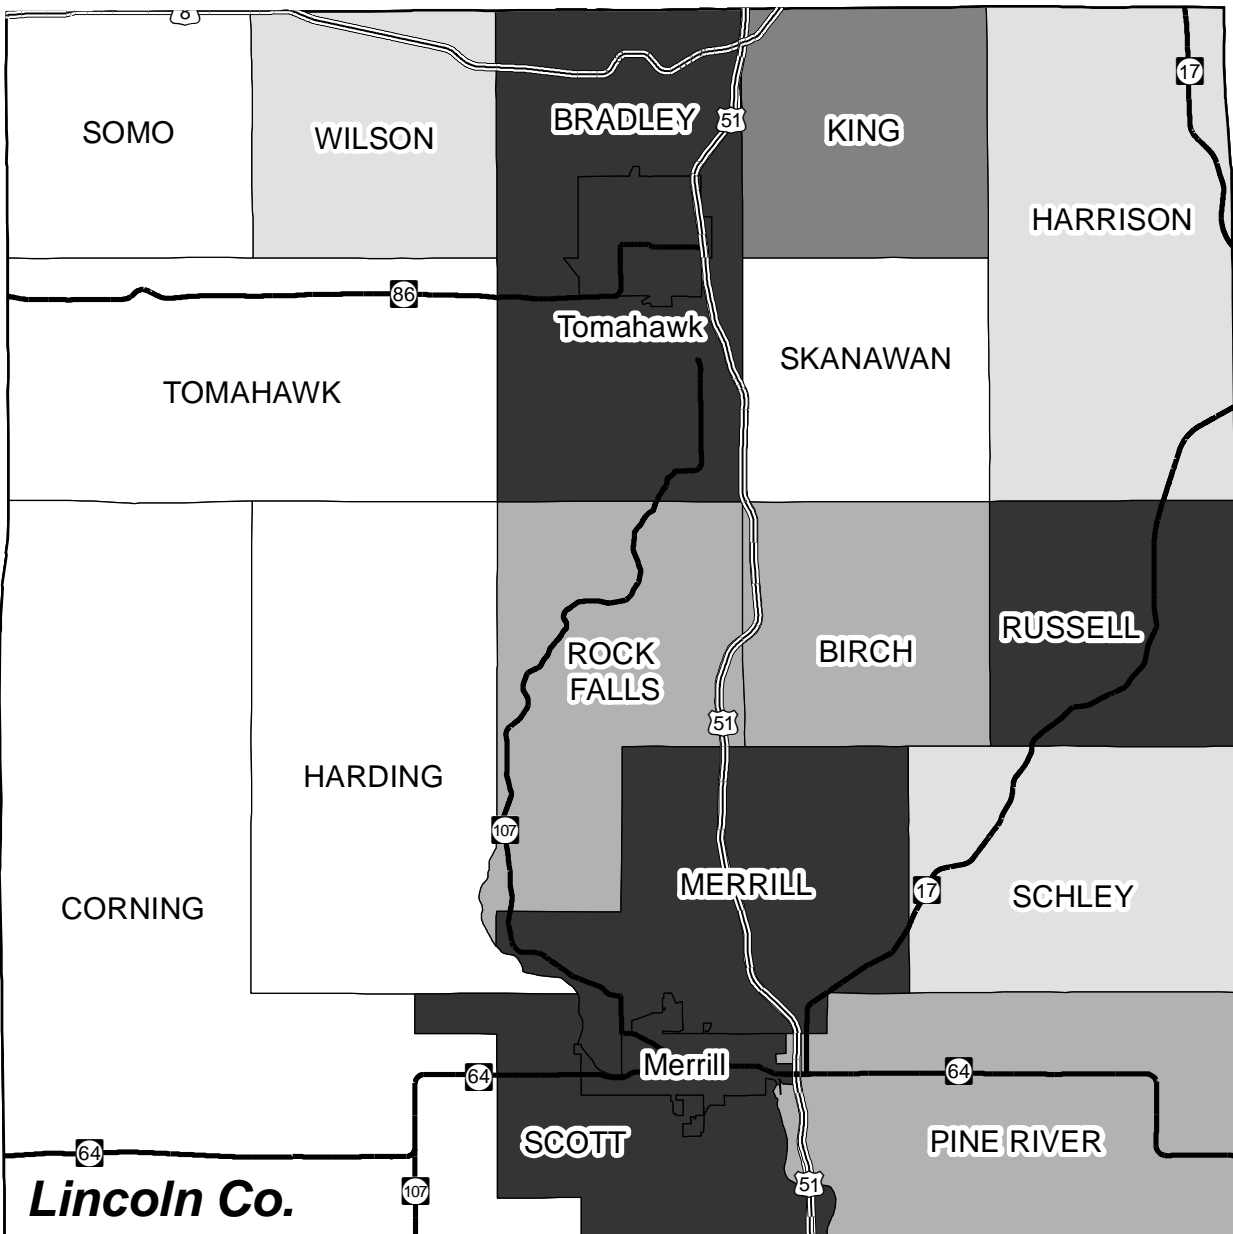 8
17
SOMO
WILSON
BRADLEY
51
KING
HARRISON
86
Tomahawk
SKANAWAN
TOMAHAWK
ROCK
FALLS
BIRCH
RUSSELL
51
HARDING
107
MERRILL
17
SCHLEY
CORNING
Merrill
64
64
SCOTT
PINE RIVER
64
107
51
Lincoln Co.